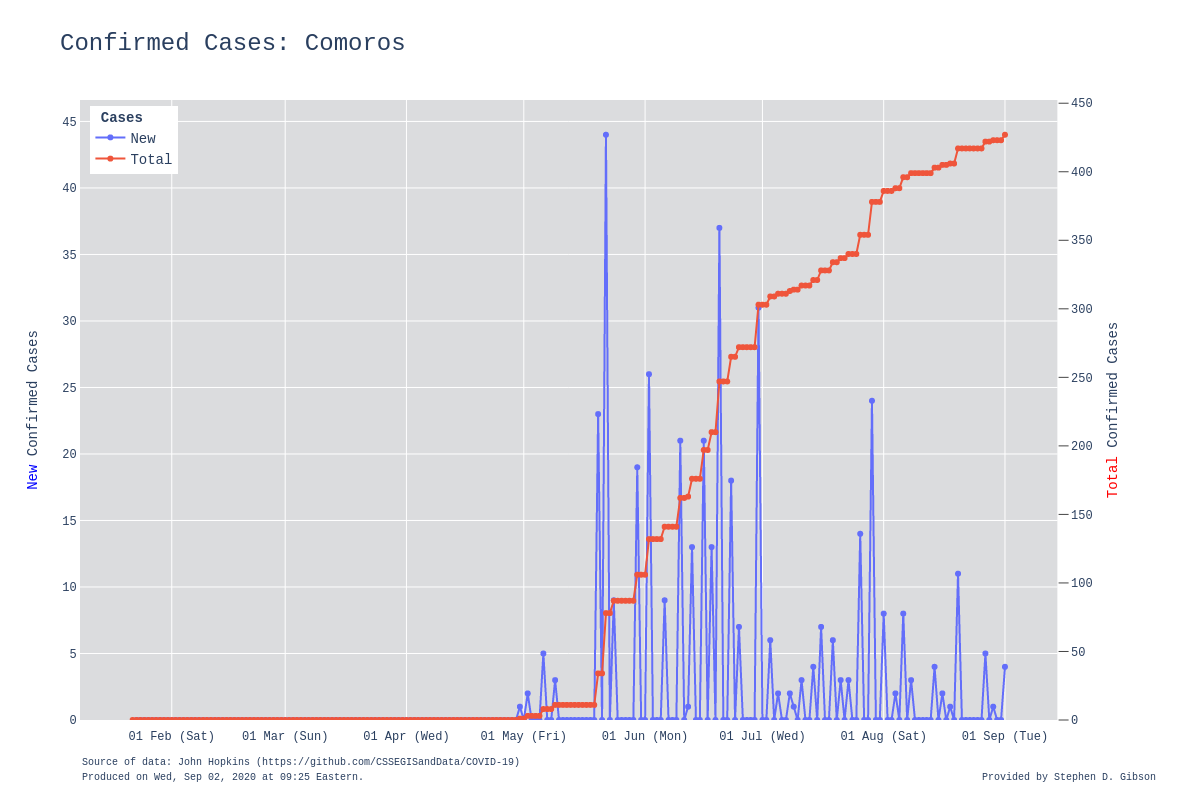 Confirmed Cases: Comoros
Cases
New
Total
45
40
35
30
25
20
15
10
5
0
450
400
350
300
250
200
150
100
50
0
New Confirmed Cases
Total Confirmed Cases
01 Feb (Sat) 01 Mar (Sun) 01 Apr (Wed) 01 May (Fri) 01 Jun (Mon) 01 Jul (Wed) 01 Aug (Sat) 01 Sep (Tue)
Source of data: John Hopkins (https://github.com/CSSEGISandData/COVID-19)
Produced on Wed, Sep 02, 2020 at 09:25 Eastern.
Provided by Stephen D. Gibson